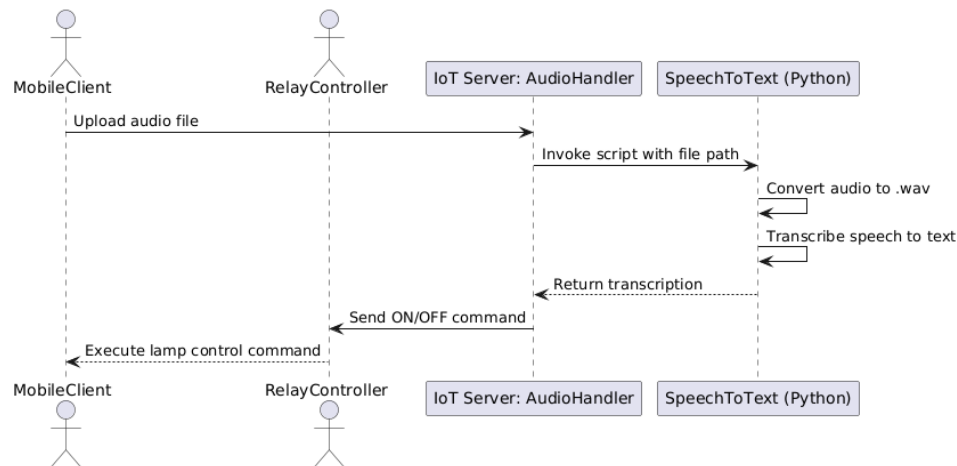 MobileClient
RelayController
IoT Server: AudioHandler
SpeechToText (Python)
Upload audio file
Invoke script with file path
Convert audio to .wav
Transcribe speech to text
Return transcription
Send ON/OFF command
Execute lamp control command
MobileClient
RelayController
IoT Server: AudioHandler
SpeechToText (Python)